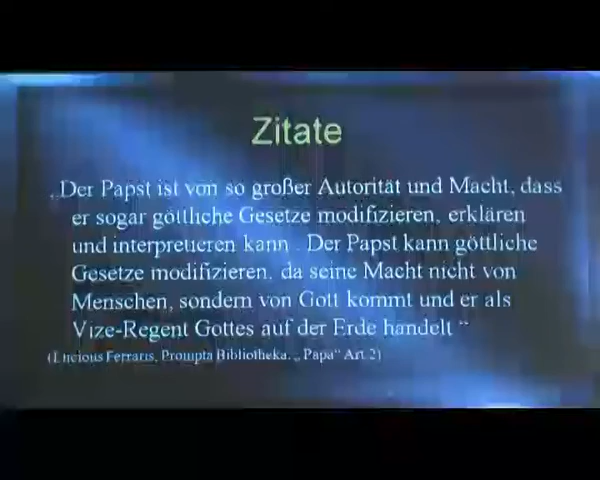 Zitate
„Der Papst ist von so großer Autorität und Macht, dass
er sogar göttliche Gesetze modifizieren, erklären
und interpretieren kann . Der Papst kann göttliche
Gesetze modifizieren, da seine Macht nicht von
Menschen, sondern von Gott kommt und er als
Vize-Regent Gottes auf der Erde handelt “
(Lucious Ferraris, Prompta Bibliotheka, „ Papa“ Art 2)